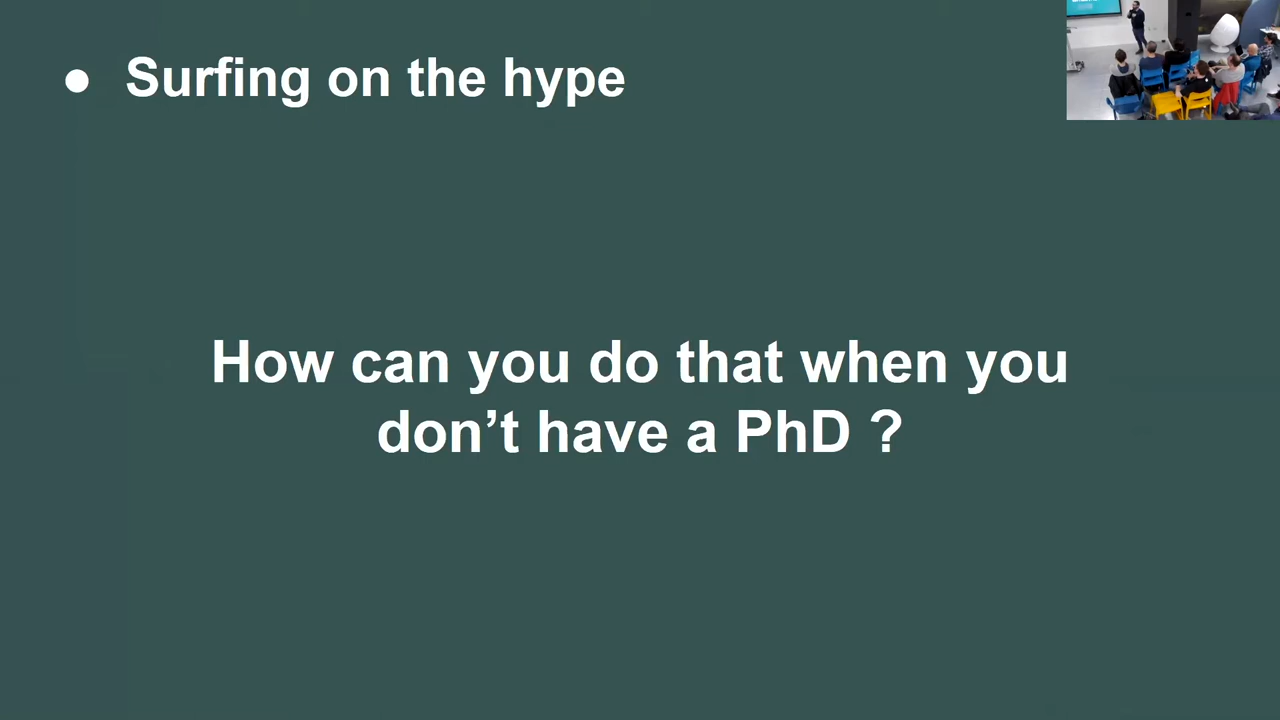 ● Surfing on the hype
How can you do that when you
don’t have a PhD ?